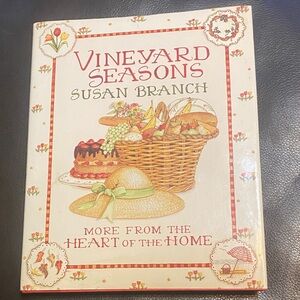 VINEYARD
SEASONS
SUSAN BRANCH
MORE FROM THE
HEART OF THE HOME